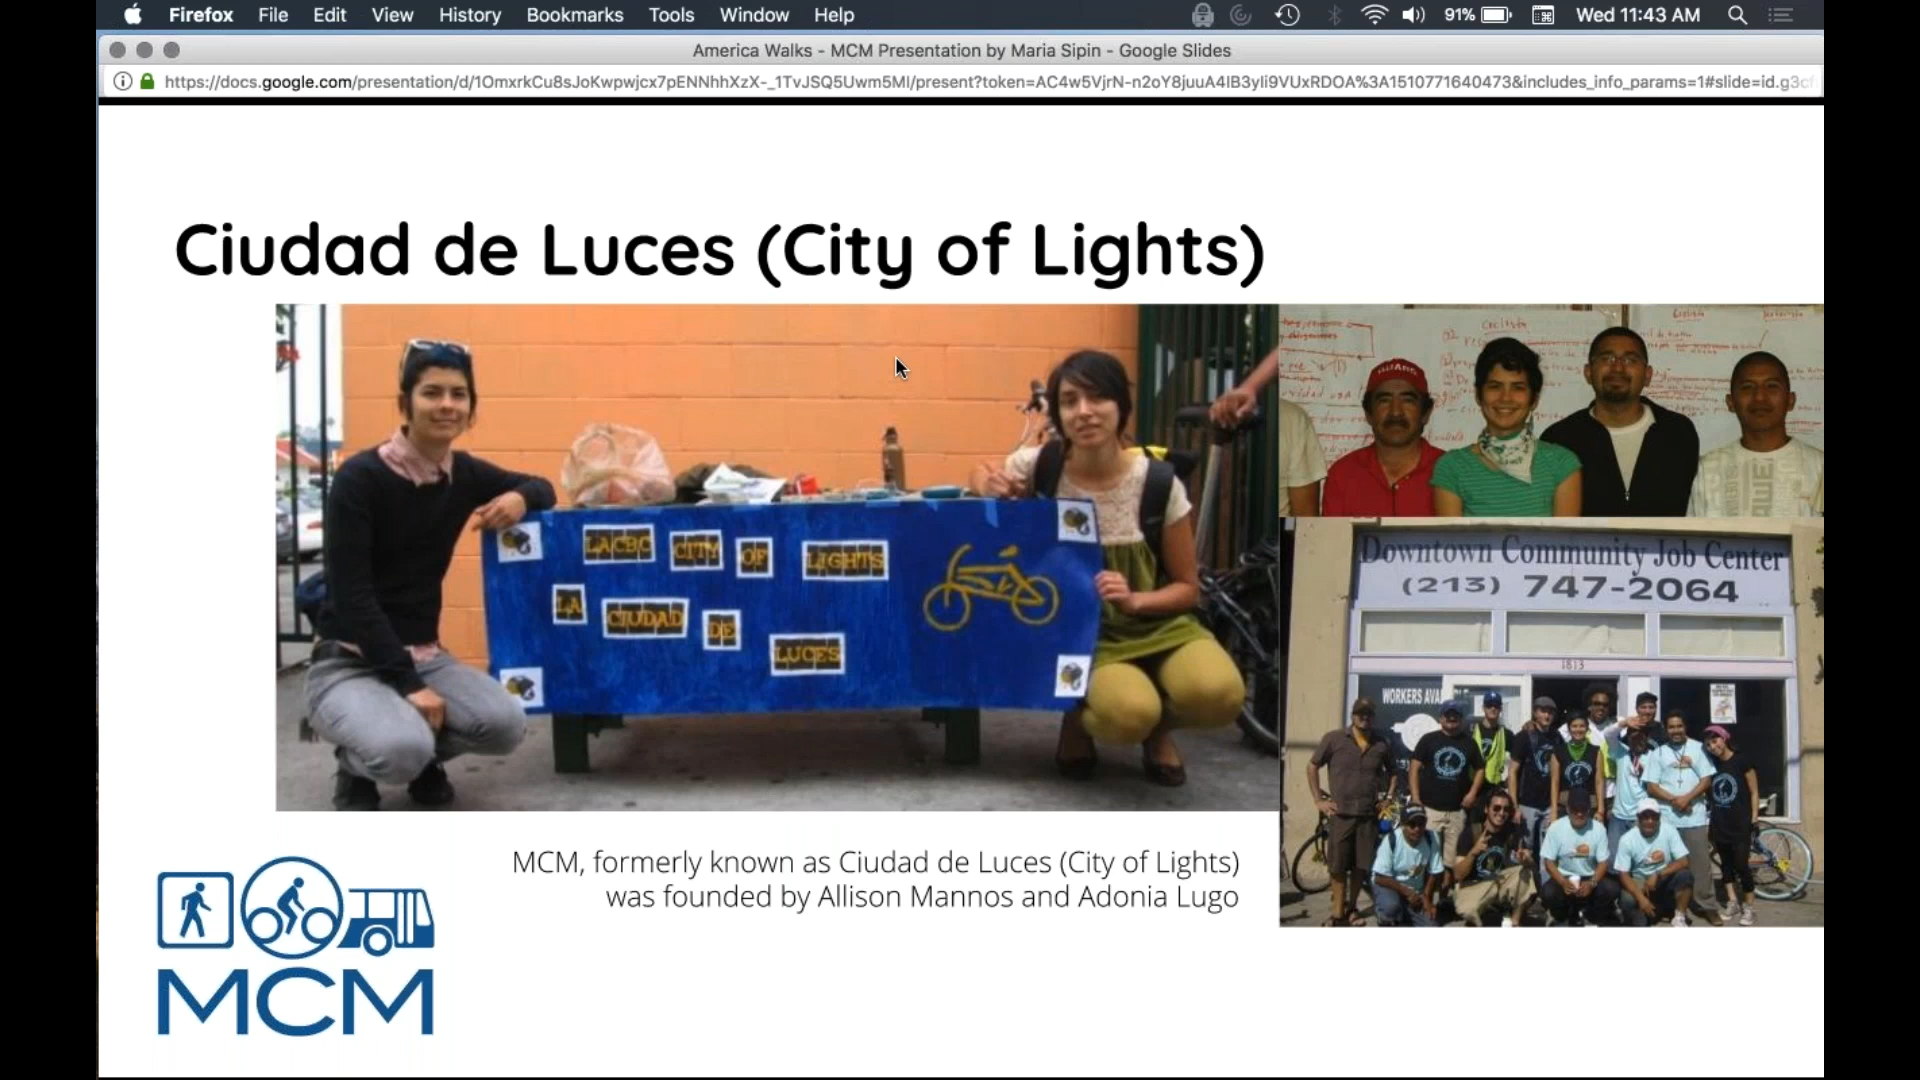 Firefox File Edit View History Bookmarks Tools Window Help 91% Wed 11:43 AM
America Walks - MCM Presentation by Maria Sipin - Google Slides
https://docs.google.com/presentation/d/1OmxrkCu8sJoKwpwjcx7pENNhhXzX-_1TvJSQ5Uwm5MI/present?token=AC4w5VjrN-n2oY8juuA4IB3yli9VUxRDOA%3A1510771640473&includes_info_params=1#slide=id.g3cf
Ciudad de Luces (City of Lights)
LACBC CITY OF LIGHTS
LA CIUDAD DE LUCES
Ciclista
Downtown Community Job Center
(213) 747-2064
1813
WORKERS
MCM, formerly known as Ciudad de Luces (City of Lights)
was founded by Allison Mannos and Adonia Lugo
MCM